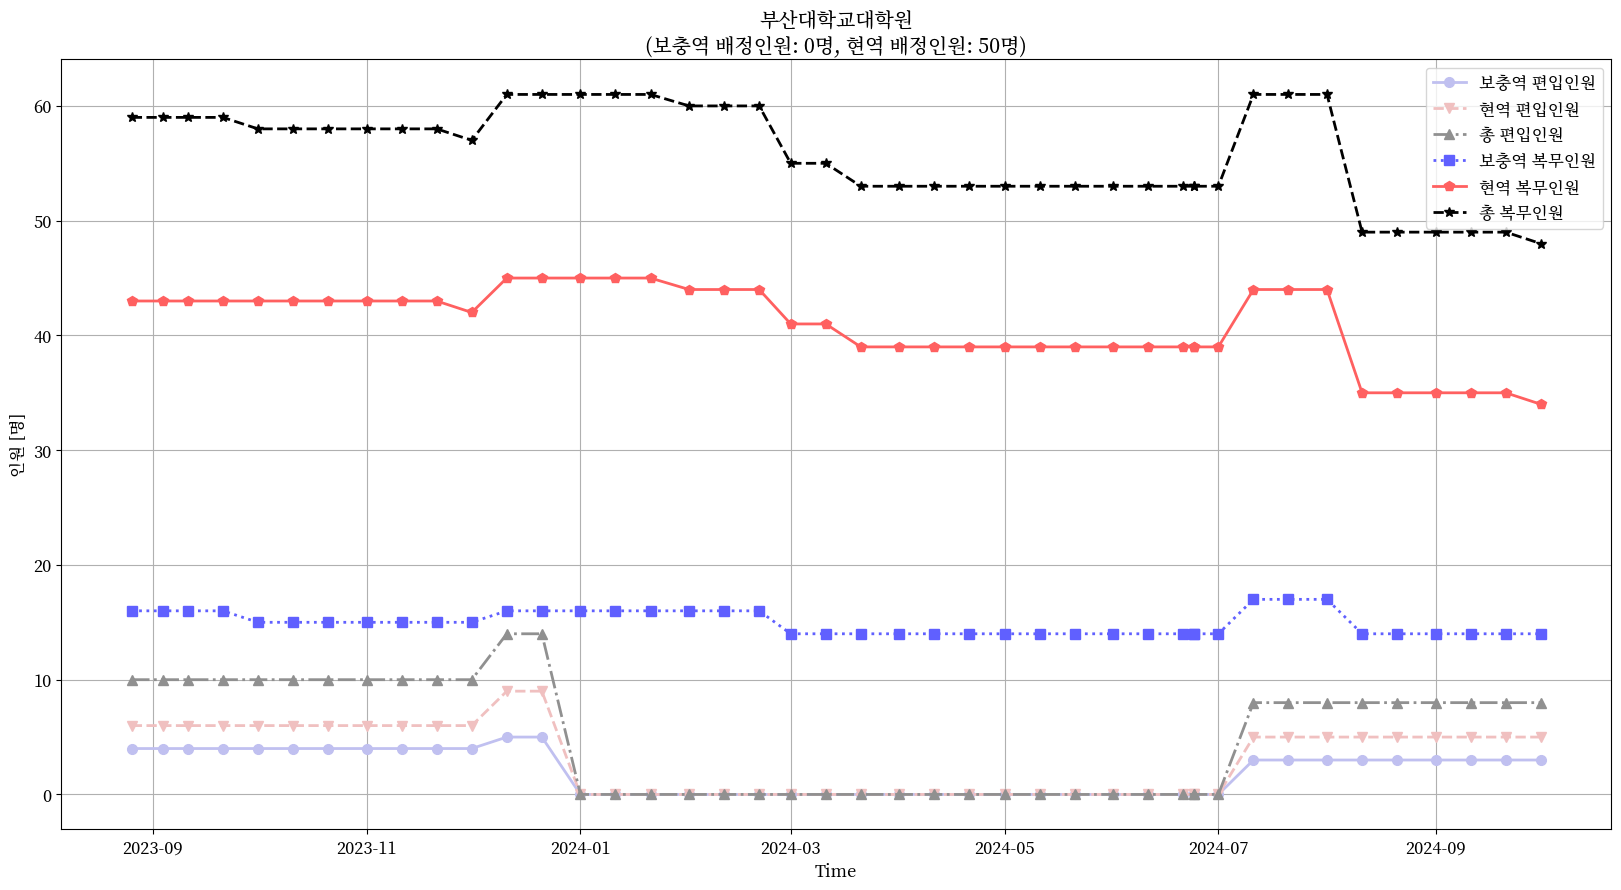 부산대학교대학원
(보충역 배정인원: 0명, 현역 배정인원: 50명)
보충역 편입인원
현역 편입인원
총 편입인원
보충역 복무인원
현역 복무인원
총 복무인원
인원 [명]
60
50
40
30
20
10
0
2023-09
2023-11
2024-01
2024-03
2024-05
2024-07
2024-09
Time